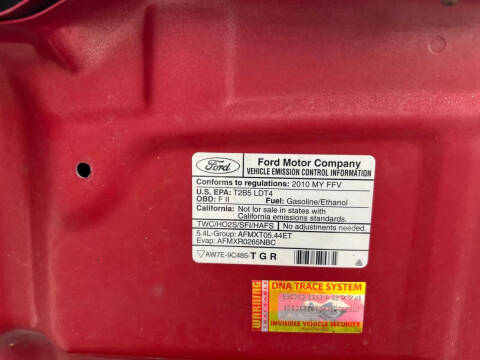 Ford
Ford Motor Company
VEHICLE EMISSION CONTROL INFORMATION
Conforms to regulations: 2010 MY FFV
U.S. EPA: T2B5 LDT4
OBD: F II Fuel: Gasoline/Ethanol
California: Not for sale in states with
California emissions standards.
TWC/HO2S/SFI/HAFS No adjustments needed.
5.4L-Group: AFMXT05.44ET
Evap: AFMXR0265NBC
AW7E-9C485-TGR
WARNING
DNA TRACE SYSTEM
INVISIBLE VEHICLE SECURITY